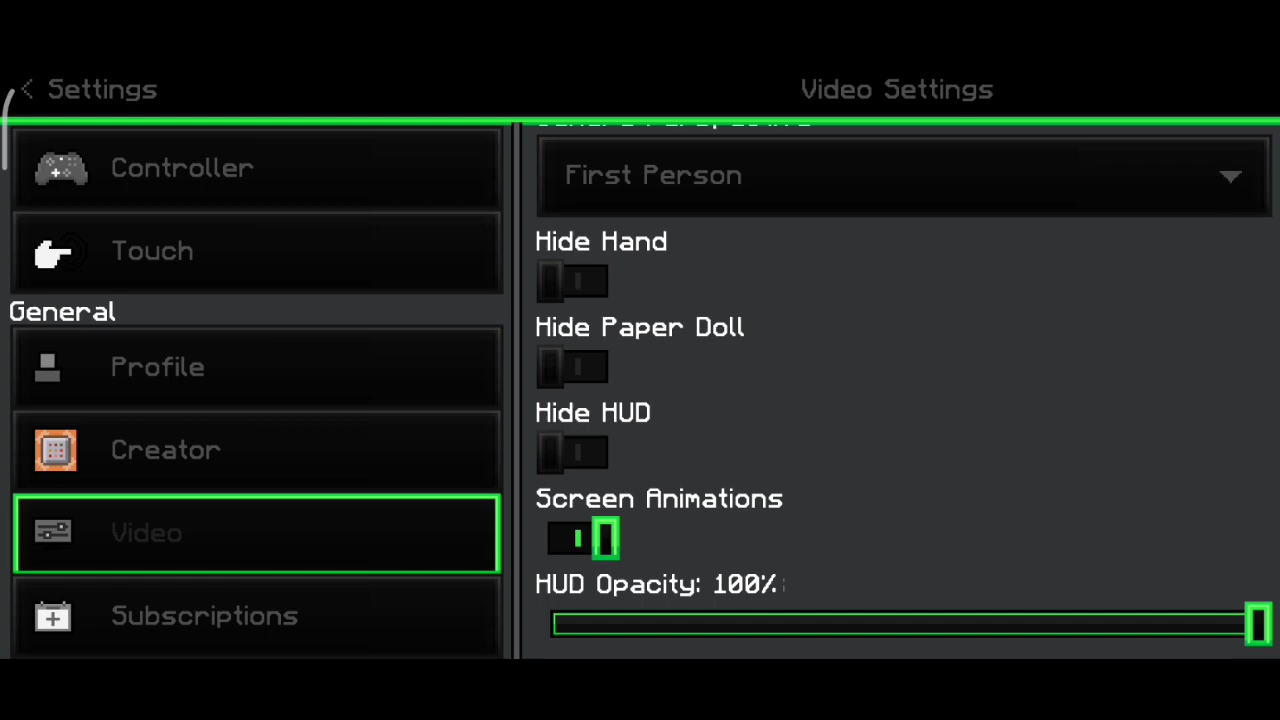 Settings
Video Settings
Controller
Touch
General
Profile
Creator
Video
Subscriptions
First Person
Hide Hand
Hide Paper Doll
Hide HUD
Screen Animations
HUD Opacity: 100%